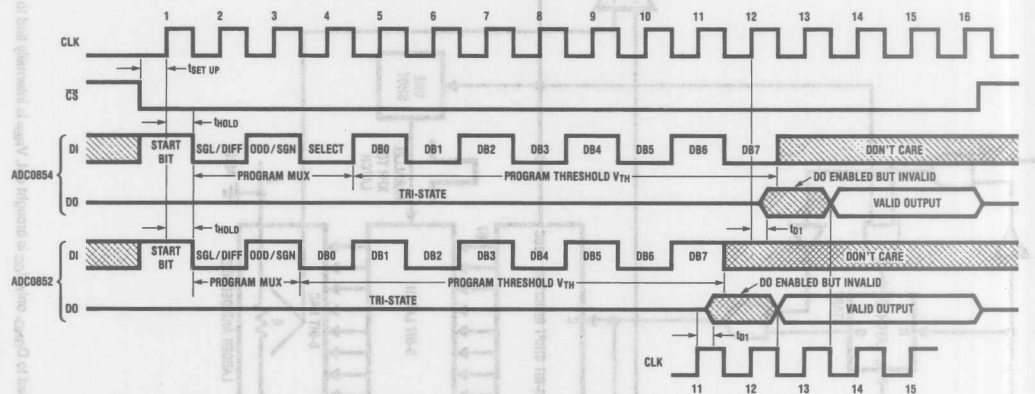 1 2 3 4 5 6 7 8 9 10 11 12 13 14 15 16
CLK
tSET UP
CS
tHOLD
ADC0854
DI
START BIT
SGL/DIFF ODD/SGN SELECT DB0 DB1 DB2 DB3 DB4 DB5 DB6 DB7 DON'T CARE
PROGRAM MUX PROGRAM THRESHOLD VTH
DO ENABLED BUT INVALID
TRI-STATE
DO
VALID OUTPUT
tHOLD
tD1
ADC0852
DI
START BIT
SGL/DIFF ODD/SGN DB0 DB1 DB2 DB3 DB4 DB5 DB6 DB7 DON'T CARE
PROGRAM MUX PROGRAM THRESHOLD VTH
DO ENABLED BUT INVALID
TRI-STATE
DO
VALID OUTPUT
tD1
CLK
11 12 13 14 15